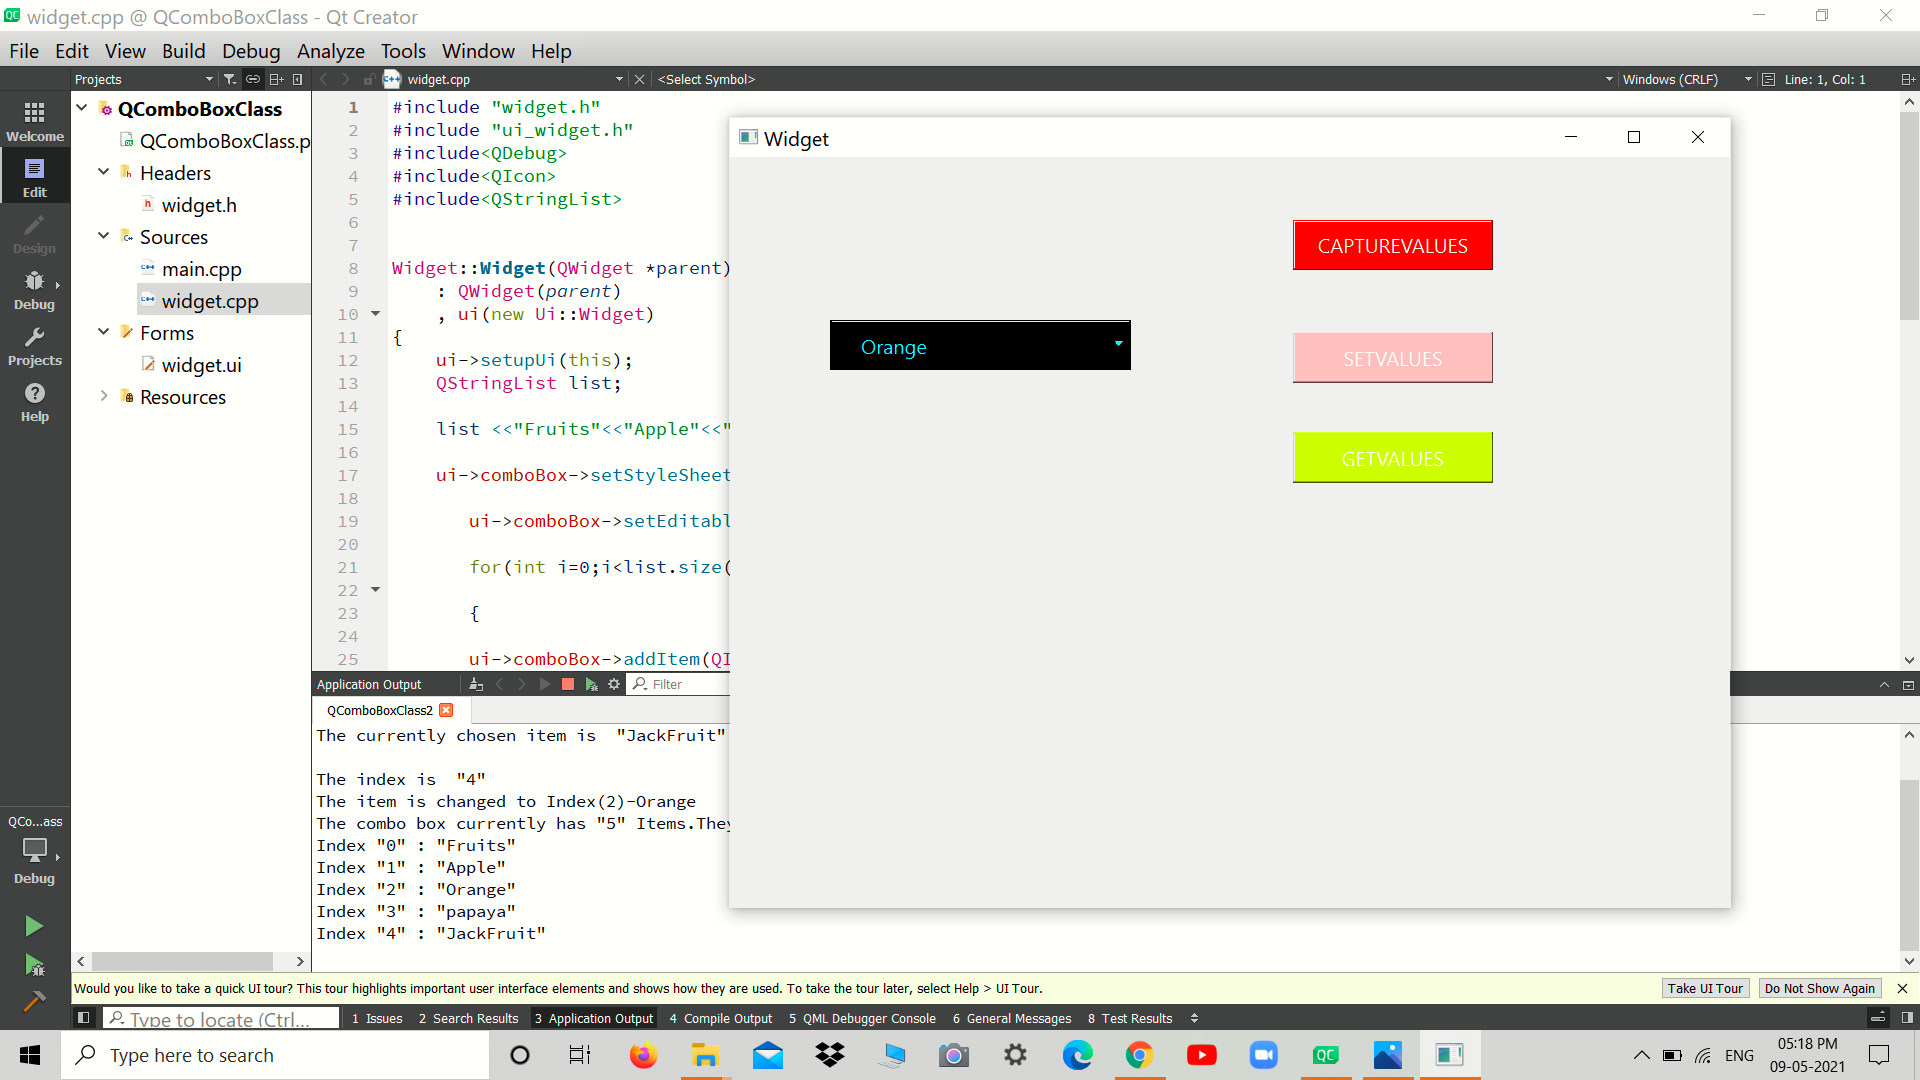 widget.cpp @ QComboBoxClass - Qt Creator
File Edit View Build Debug Analyze Tools Window Help
Projects
widget.cpp
<Select Symbol>
Windows (CRLF)
Line: 1, Col: 1
Welcome
Edit
Design
Debug
Projects
Help
QComboBoxClass
QComboBoxClass.p
Headers
widget.h
Sources
main.cpp
widget.cpp
Forms
widget.ui
Resources
1 #include "widget.h"
2 #include "ui_widget.h"
3 #include<QDebug>
4 #include<QIcon>
5 #include<QStringList>
6
7
8 Widget::Widget(QWidget *parent)
9 : QWidget(parent)
10 , ui(new Ui::Widget)
11 {
12 ui->setupUi(this);
13 QStringList list;
14
15 list <<"Fruits"<<"Apple"<<"
16
17 ui->comboBox->setStyleSheet
18
19 ui->comboBox->setEditabl
20
21 for(int i=0;i<list.size(
22
23 {
24
25 ui->comboBox->addItem(QI
Widget
CAPTUREVALUES
Orange
SETVALUES
GETVALUES
Application Output
Filter
QComboBoxClass2
The currently chosen item is "JackFruit"
The index is "4"
The item is changed to Index(2)-Orange
The combo box currently has "5" Items.They
Index "0" : "Fruits"
Index "1" : "Apple"
Index "2" : "Orange"
Index "3" : "papaya"
Index "4" : "JackFruit"
QCo...ass
Debug
Would you like to take a quick UI tour? This tour highlights important user interface elements and shows how they are used. To take the tour later, select Help > UI Tour.
Take UI Tour
Do Not Show Again
Type to locate (Ctrl...
1 Issues 2 Search Results 3 Application Output 4 Compile Output 5 QML Debugger Console 6 General Messages 8 Test Results
Type here to search
QC
ENG
05:18 PM
09-05-2021